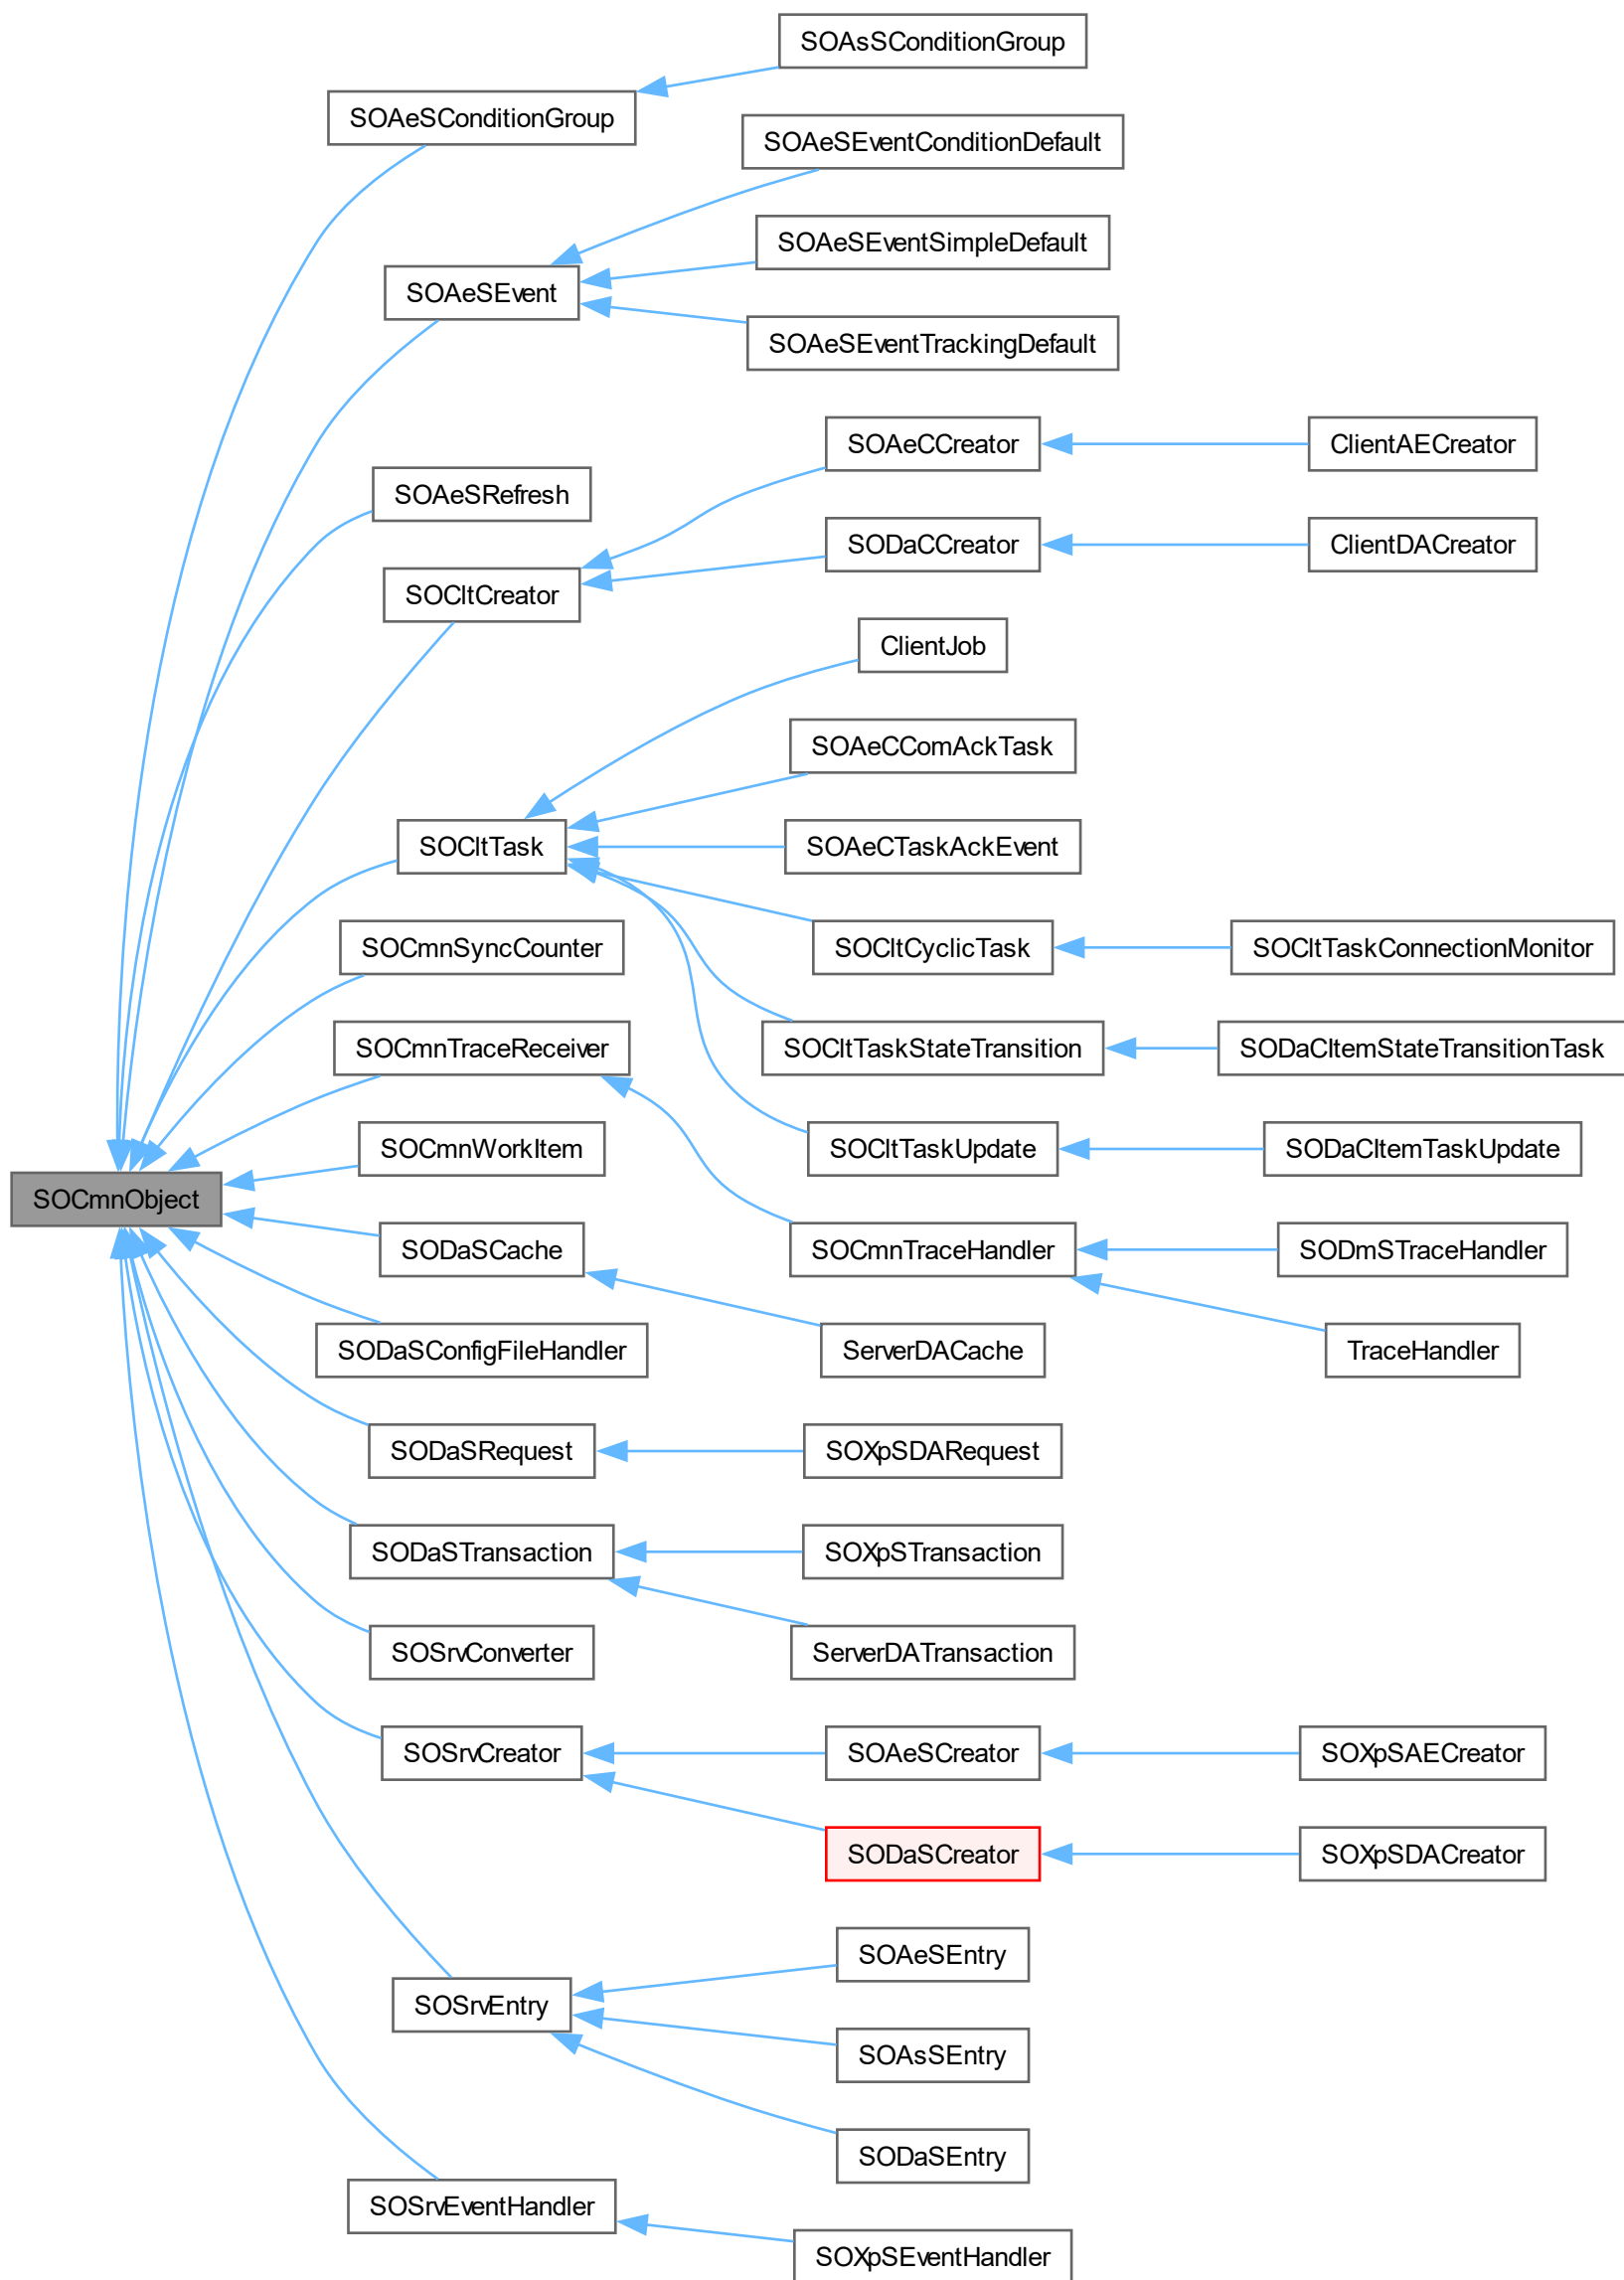 SOAsSConditionGroup
SOAeSConditionGroup
SOAeSEventConditionDefault
SOAeSEventSimpleDefault
SOAeSEvent
SOAeSEventTrackingDefault
SOAeCCreator
ClientAECreator
SOAeSRefresh
SODaCCreator
ClientDACreator
SOCltCreator
ClientJob
SOAeCComAckTask
SOCltTask
SOAeCTaskAckEvent
SOCmnSyncCounter
SOCltCyclicTask
SOCltTaskConnectionMonitor
SOCmnTraceReceiver
SOCltTaskStateTransition
SODaCItemStateTransitionTask
SOCmnWorkItem
SOCltTaskUpdate
SODaCItemTaskUpdate
SOCmnObject
SODaSCache
SOCmnTraceHandler
SODmSTraceHandler
SODaSConfigFileHandler
ServerDACache
TraceHandler
SODaSRequest
SOXpSDARequest
SODaSTransaction
SOXpSTransaction
SOSrvConverter
ServerDATransaction
SOSrvCreator
SOAeSCreator
SOXpSAECreator
SODaSCreator
SOXpSDACreator
SOAeSEntry
SOSrvEntry
SOAsSEntry
SODaSEntry
SOSrvEventHandler
SOXpSEventHandler